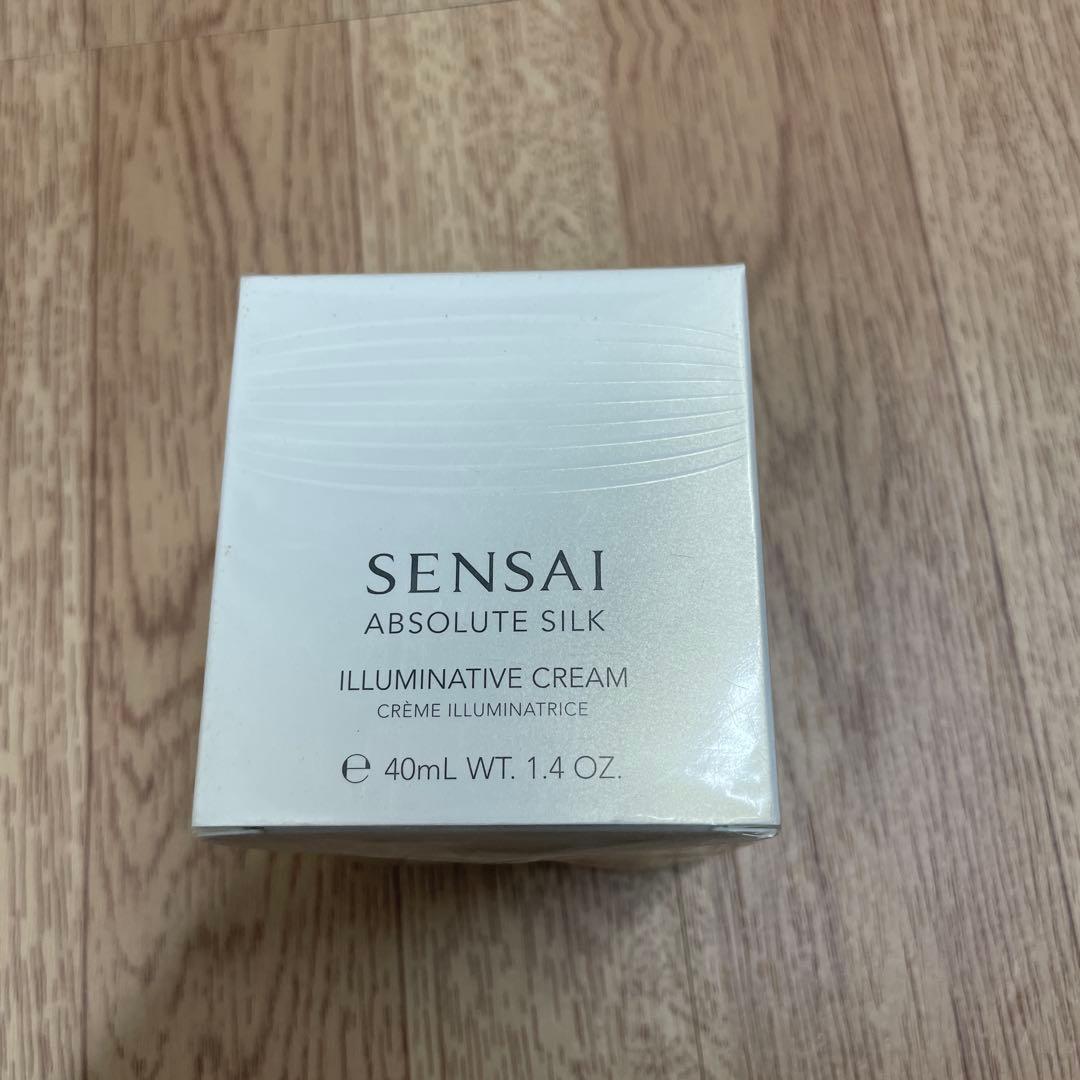 SENSAI
ABSOLUTE SILK
ILLUMINATIVE CREAM
CRÈME ILLUMINATRICE
℮ 40mL WT. 1.4 OZ.